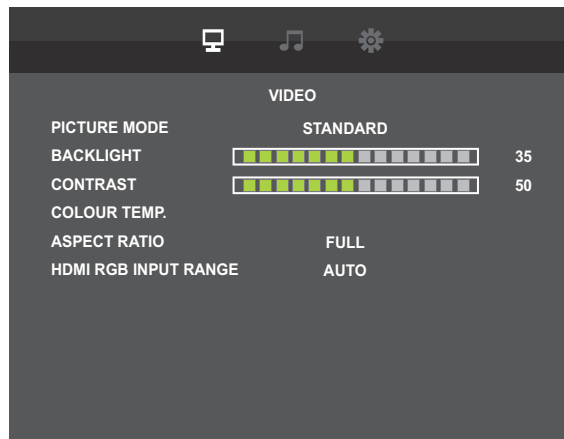 VIDEO
PICTURE MODE STANDARD
BACKLIGHT 35
CONTRAST 50
COLOUR TEMP.
ASPECT RATIO FULL
HDMI RGB INPUT RANGE AUTO